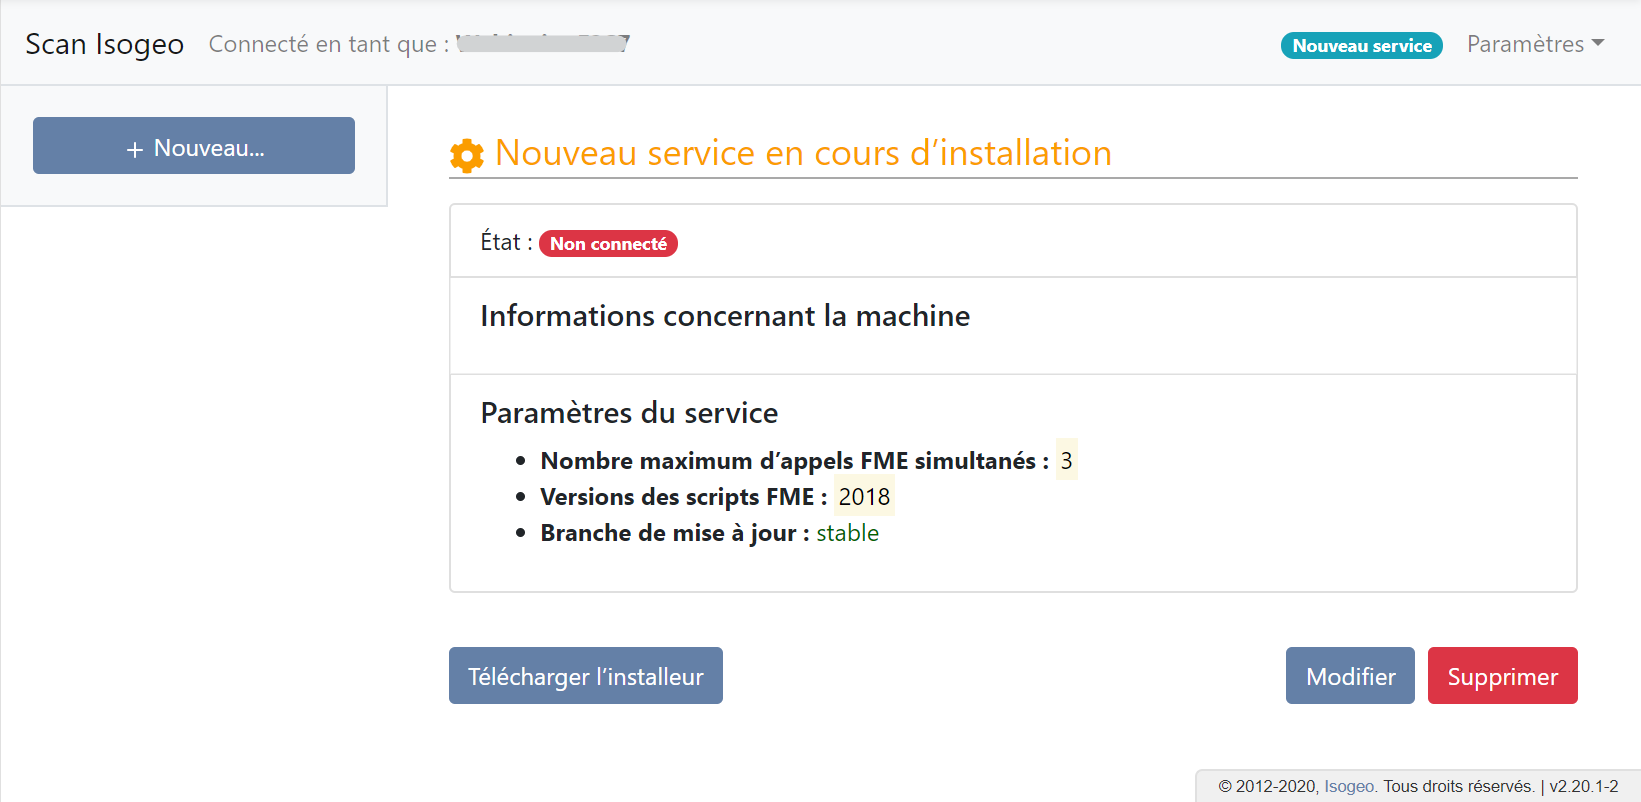 Scan Isogeo Connecté en tant que : Nouveau service Paramètres
+ Nouveau...
Nouveau service en cours d’installation
État : Non connecté
Informations concernant la machine
Paramètres du service
• Nombre maximum d’appels FME simultanés : 3
• Versions des scripts FME : 2018
• Branche de mise à jour : stable
Télécharger l’installeur Modifier Supprimer
© 2012-2020, Isogeo. Tous droits réservés. | v2.20.1-2